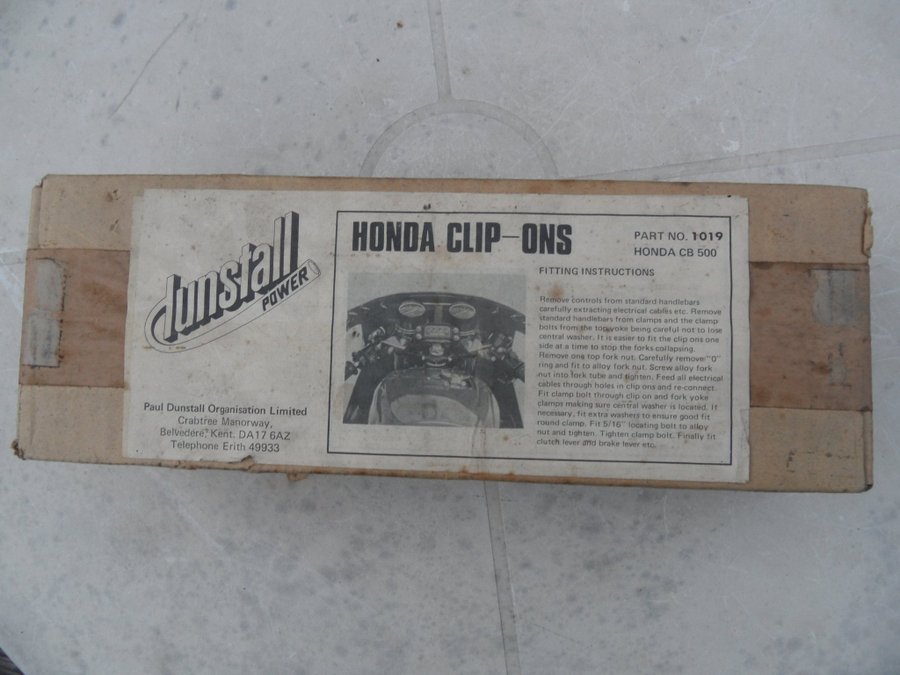 dunstall
POWER
Paul Dunstall Organisation Limited
Crabtree Manorway,
Belvedere, Kent. DA17 6AZ
Telephone Erith 49933
HONDA CLIP-ONS
PART NO. 1019
HONDA CB 500
FITTING INSTRUCTIONS
Remove controls from standard handlebars
carefully extracting electrical cables etc. Remove
standard handlebars from clamps and the clamp
bolts from the top yoke being careful not to lose
central washer. It is easier to fit the clip ons one
side at a time to stop the forks collapsing.
Remove one top fork nut. Carefully remove "0"
ring and fit to alloy fork nut. Screw alloy fork
nut into fork tube and tighten. Feed all electrical
cables through holes in clip ons and re-connect.
Fit clamp bolt through clip on and fork yoke
clamps making sure central washer is located. If
necessary, fit extra washers to ensure good fit
round clamp. Fit 5/16" locating bolt to alloy
nut and tighten. Tighten clamp bolt. Finally fit
clutch lever and brake lever etc.